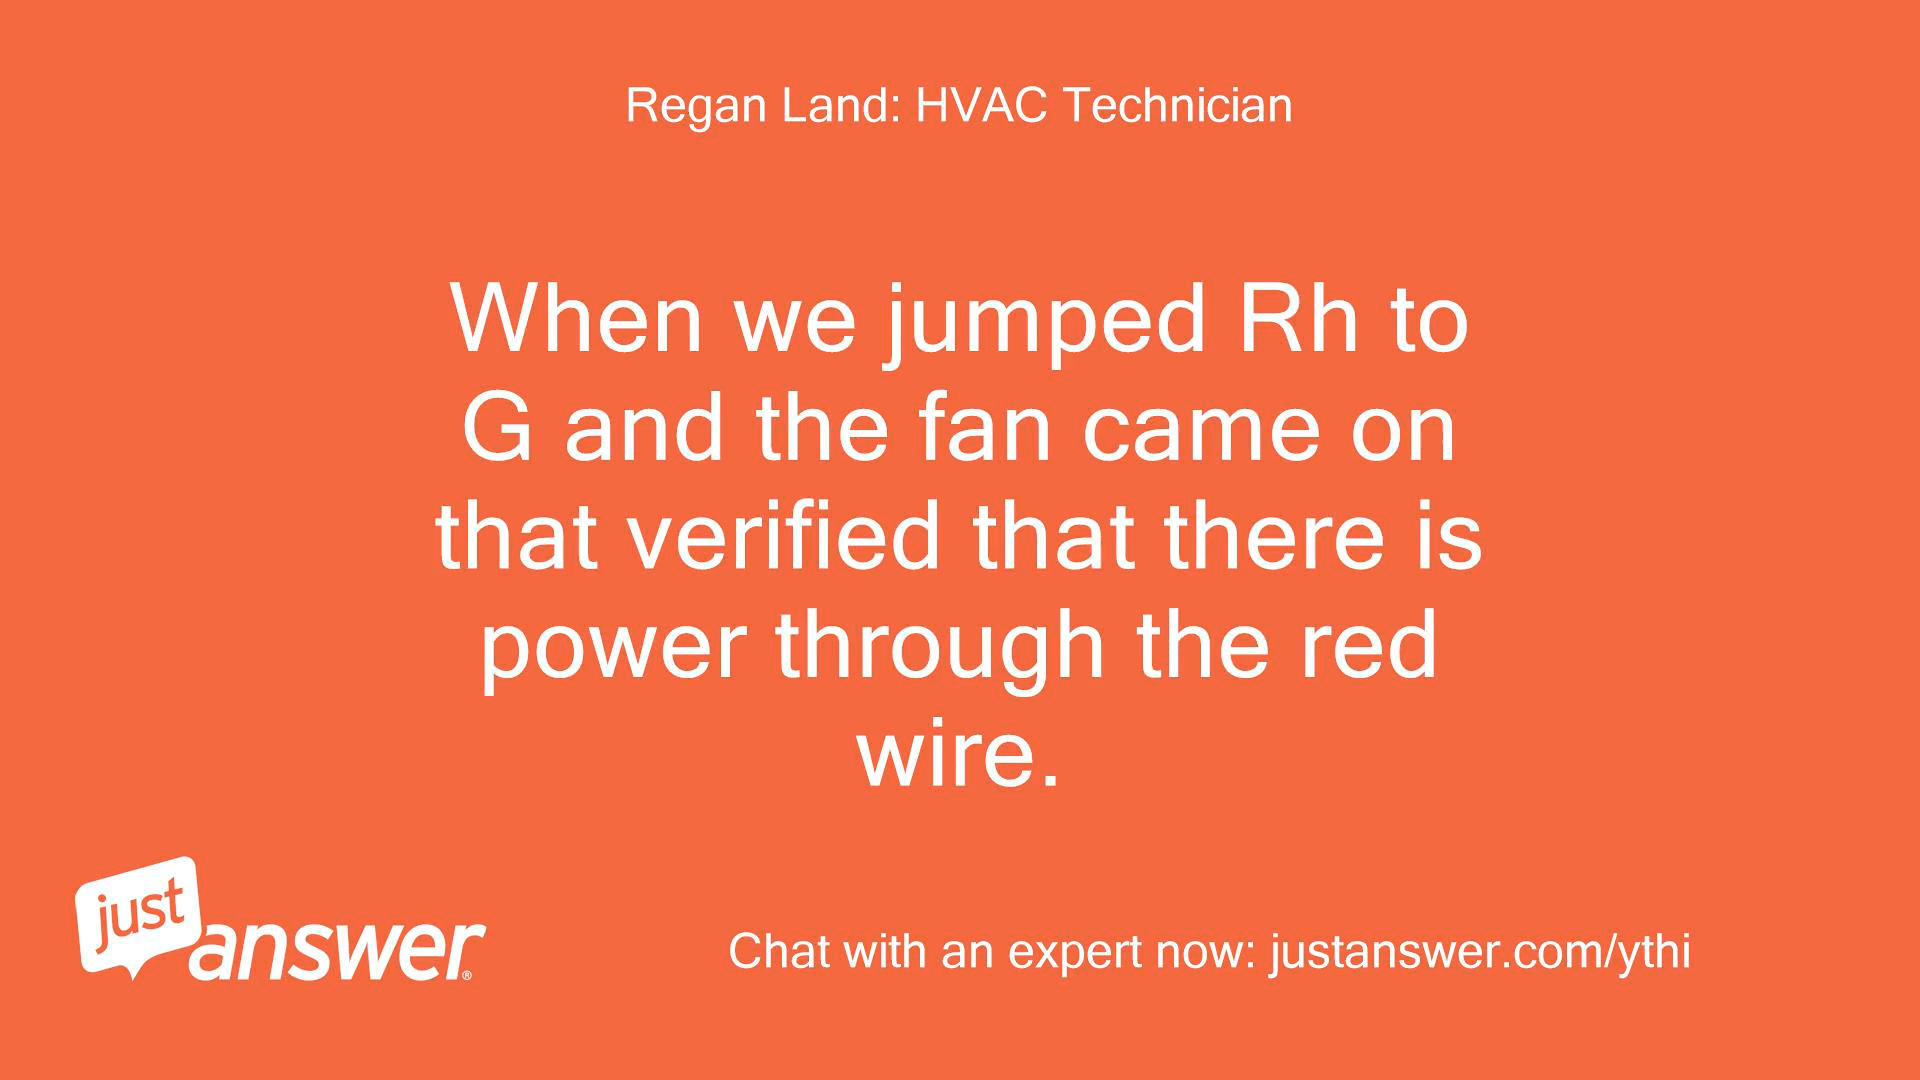 Regan Land: HVAC Technician
When we jumped Rh to
G and the fan came on
that verified that there is
power through the red
wire.
just
answer®
Chat with an expert now: justanswer.com/ythi